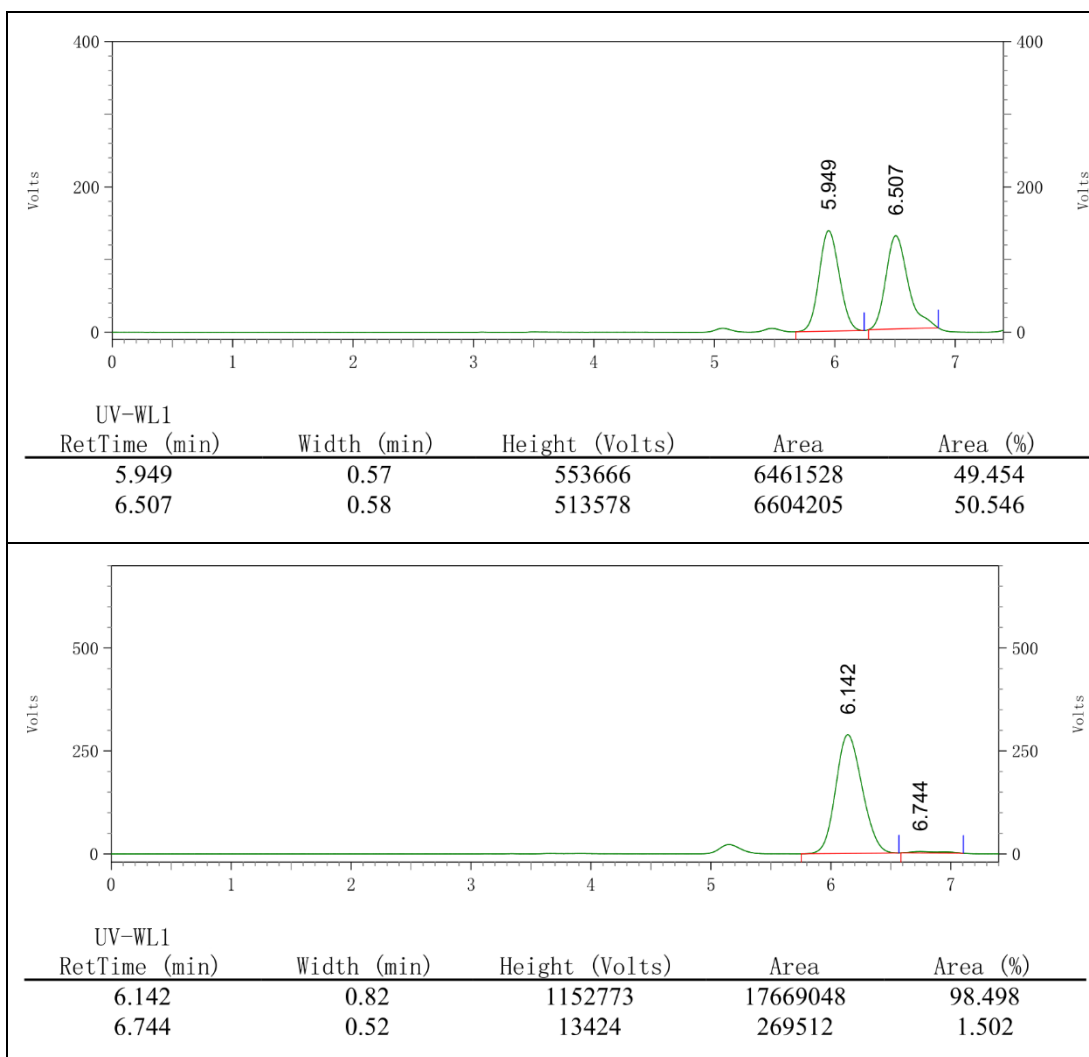 400
400
200
200
0
0
Volts
Volts
5.949
6.507
0 1 2 3 4 5 6 7
UV-WL1
RetTime (min) Width (min) Height (Volts) Area Area (%)
5.949 0.57 553666 6461528 49.454
6.507 0.58 513578 6604205 50.546
500
500
250
250
0
0
Volts
Volts
6.142
6.744
0 1 2 3 4 5 6 7
UV-WL1
RetTime (min) Width (min) Height (Volts) Area Area (%)
6.142 0.82 1152773 17669048 98.498
6.744 0.52 13424 269512 1.502